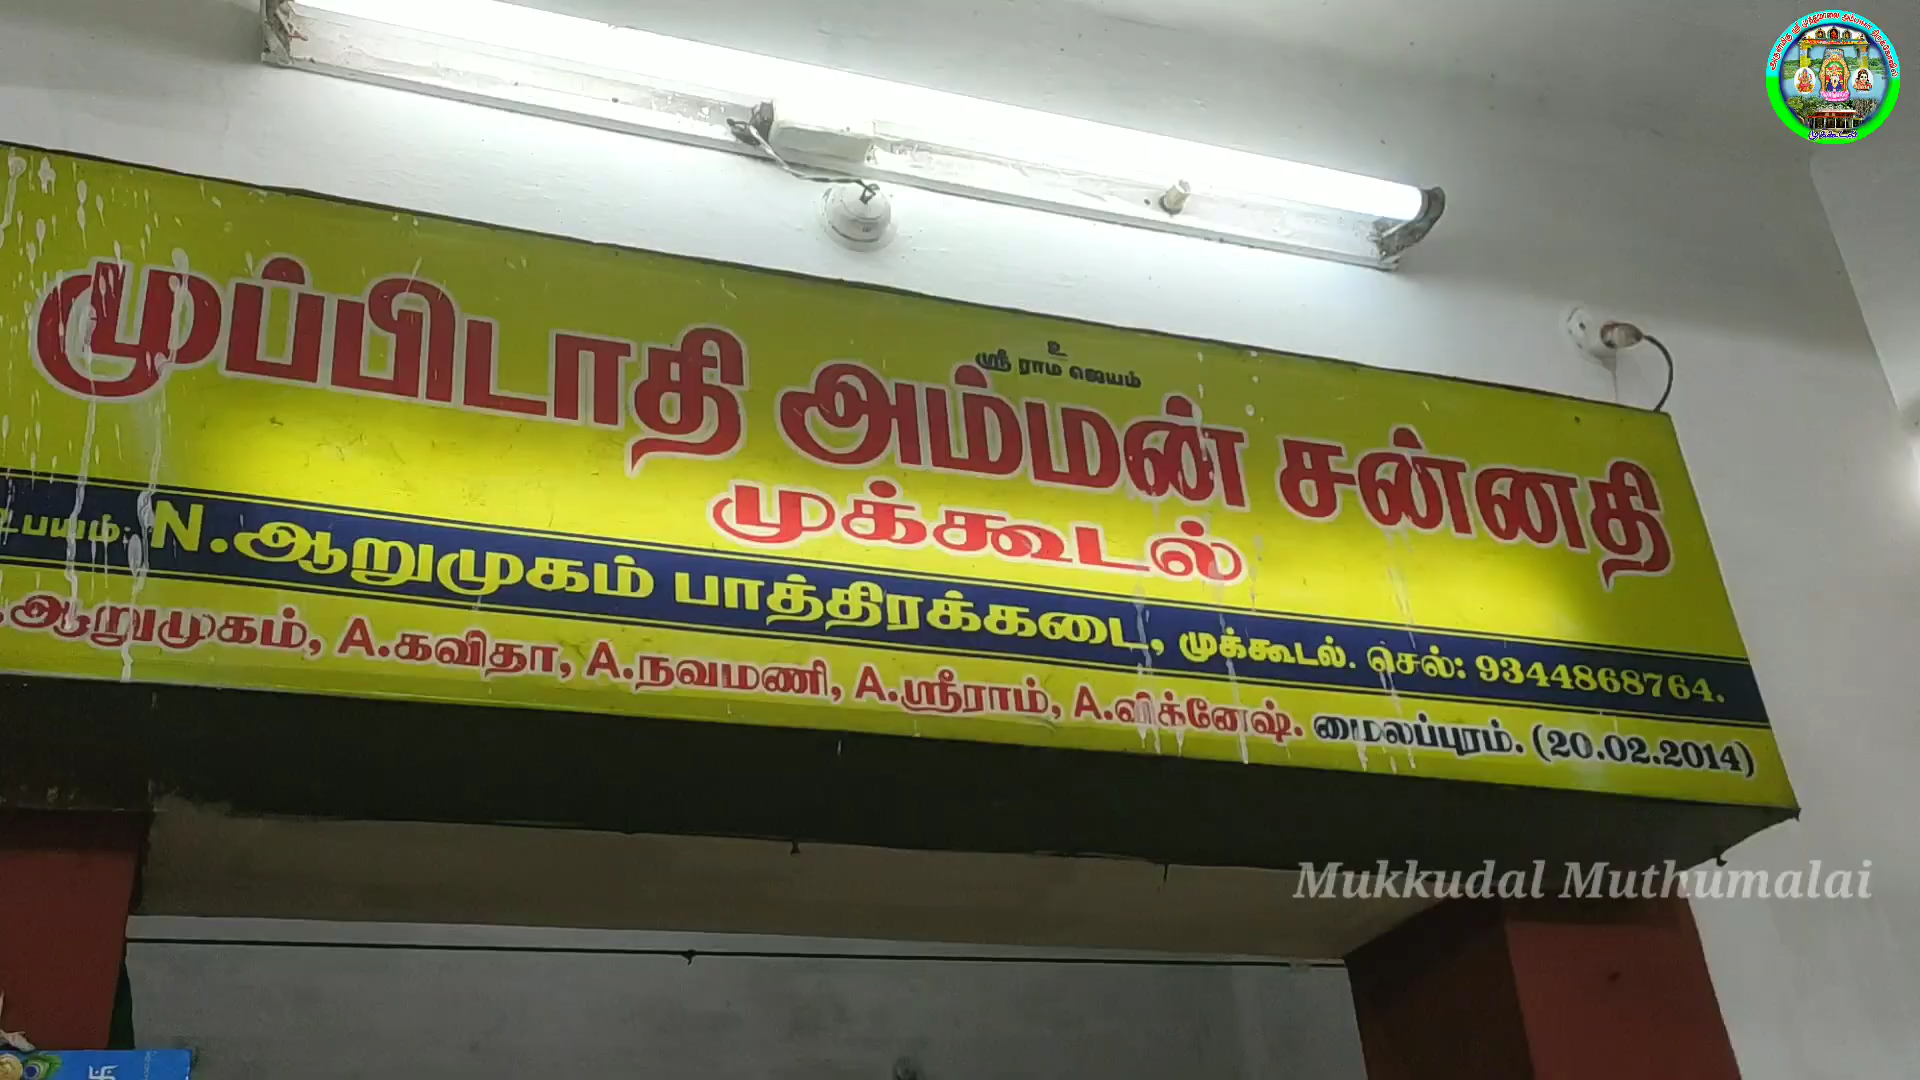 உ
ஸ்ரீ ராம ஜெயம்
முப்பிடாதி அம்மன் சன்னதி
முக்கூடல்
உபயம்: N.ஆறுமுகம் பாத்திரக்கடை, முக்கூடல். செல்: 9344868764.
ஆறுமுகம், A.கவிதா, A.நவமணி, A.ஸ்ரீராம், A.விக்னேஷ். மைலப்புரம். (20.02.2014)
Mukkudal Muthumalai